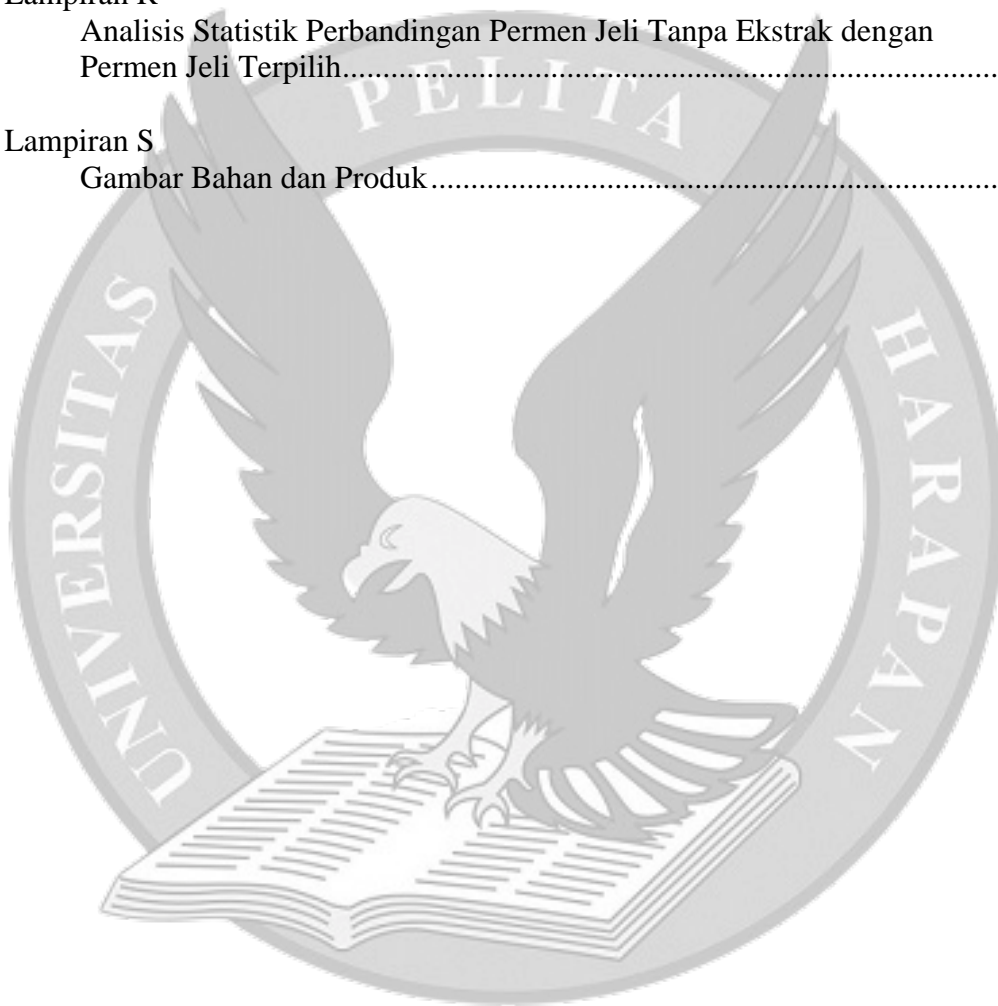 Analisis Statistik Perbandingan Permen Jeli Tanpa Ekstrak dengan
Permen Jeli Terpilih.................................................................................
Lampiran S
Gambar Bahan dan Produk......................................................................
UNIVERSITAS PELITA HARAPAN